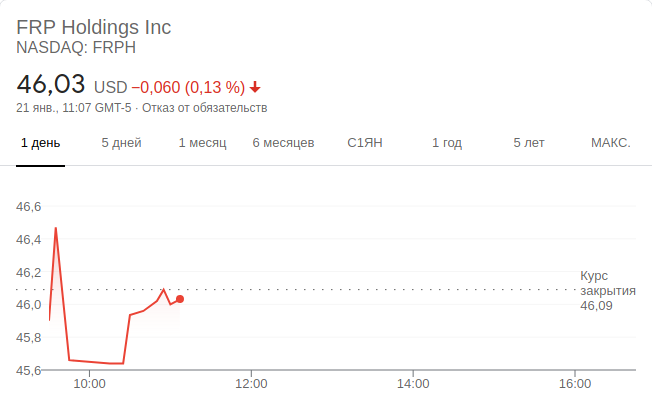 FRP Holdings Inc
NASDAQ: FRPH
46,03 USD −0,060 (0,13 %)
21 янв., 11:07 GMT-5 · Отказ от обязательств
1 день 5 дней 1 месяц 6 месяцев С1ЯН 1 год 5 лет МАКС.
46,6
46,4
46,2
46,0
45,8
45,6
Курс
закрытия
46,09
10:00 12:00 14:00 16:00